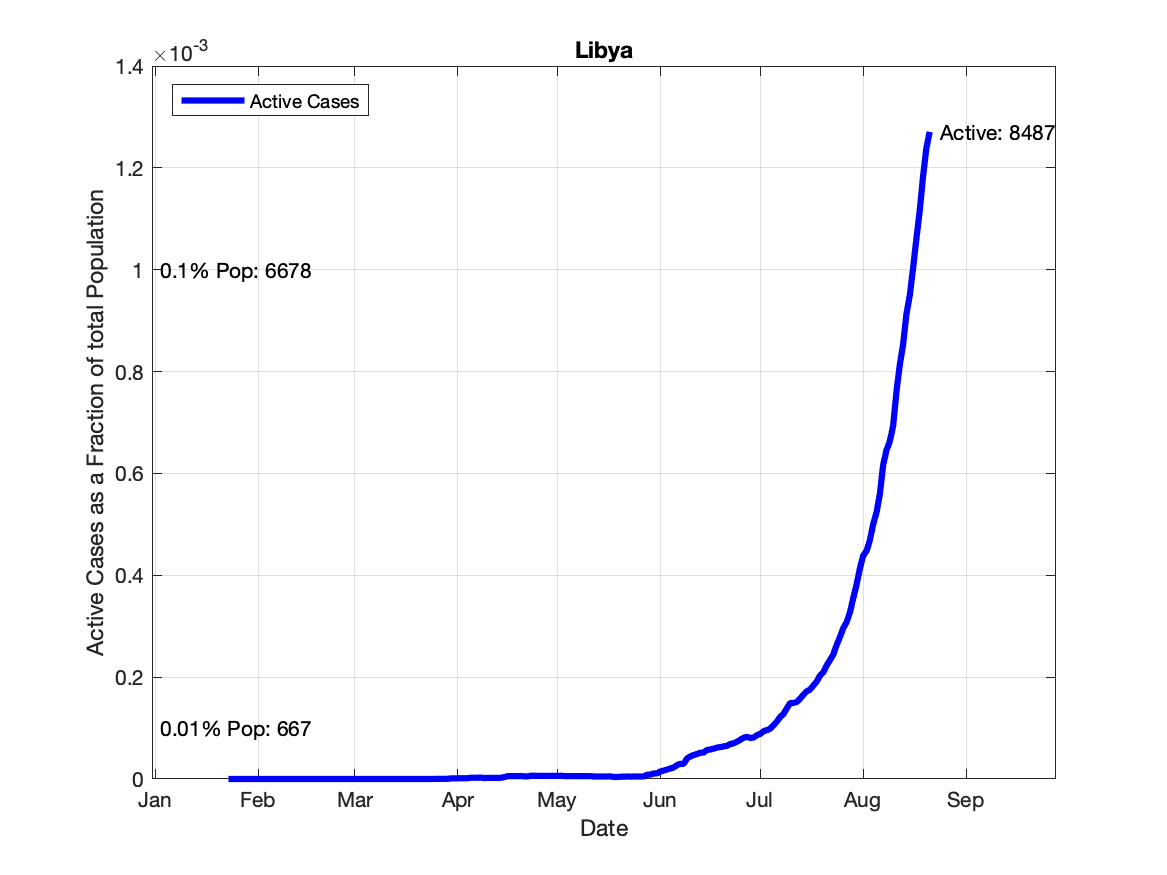 Libya
×10-3
1.4
1.2
1
0.8
0.6
0.4
0.2
0
Active Cases
Active: 8487
0.1% Pop: 6678
0.01% Pop: 667
Active Cases as a Fraction of total Population
Jan Feb Mar Apr May Jun Jul Aug Sep
Date